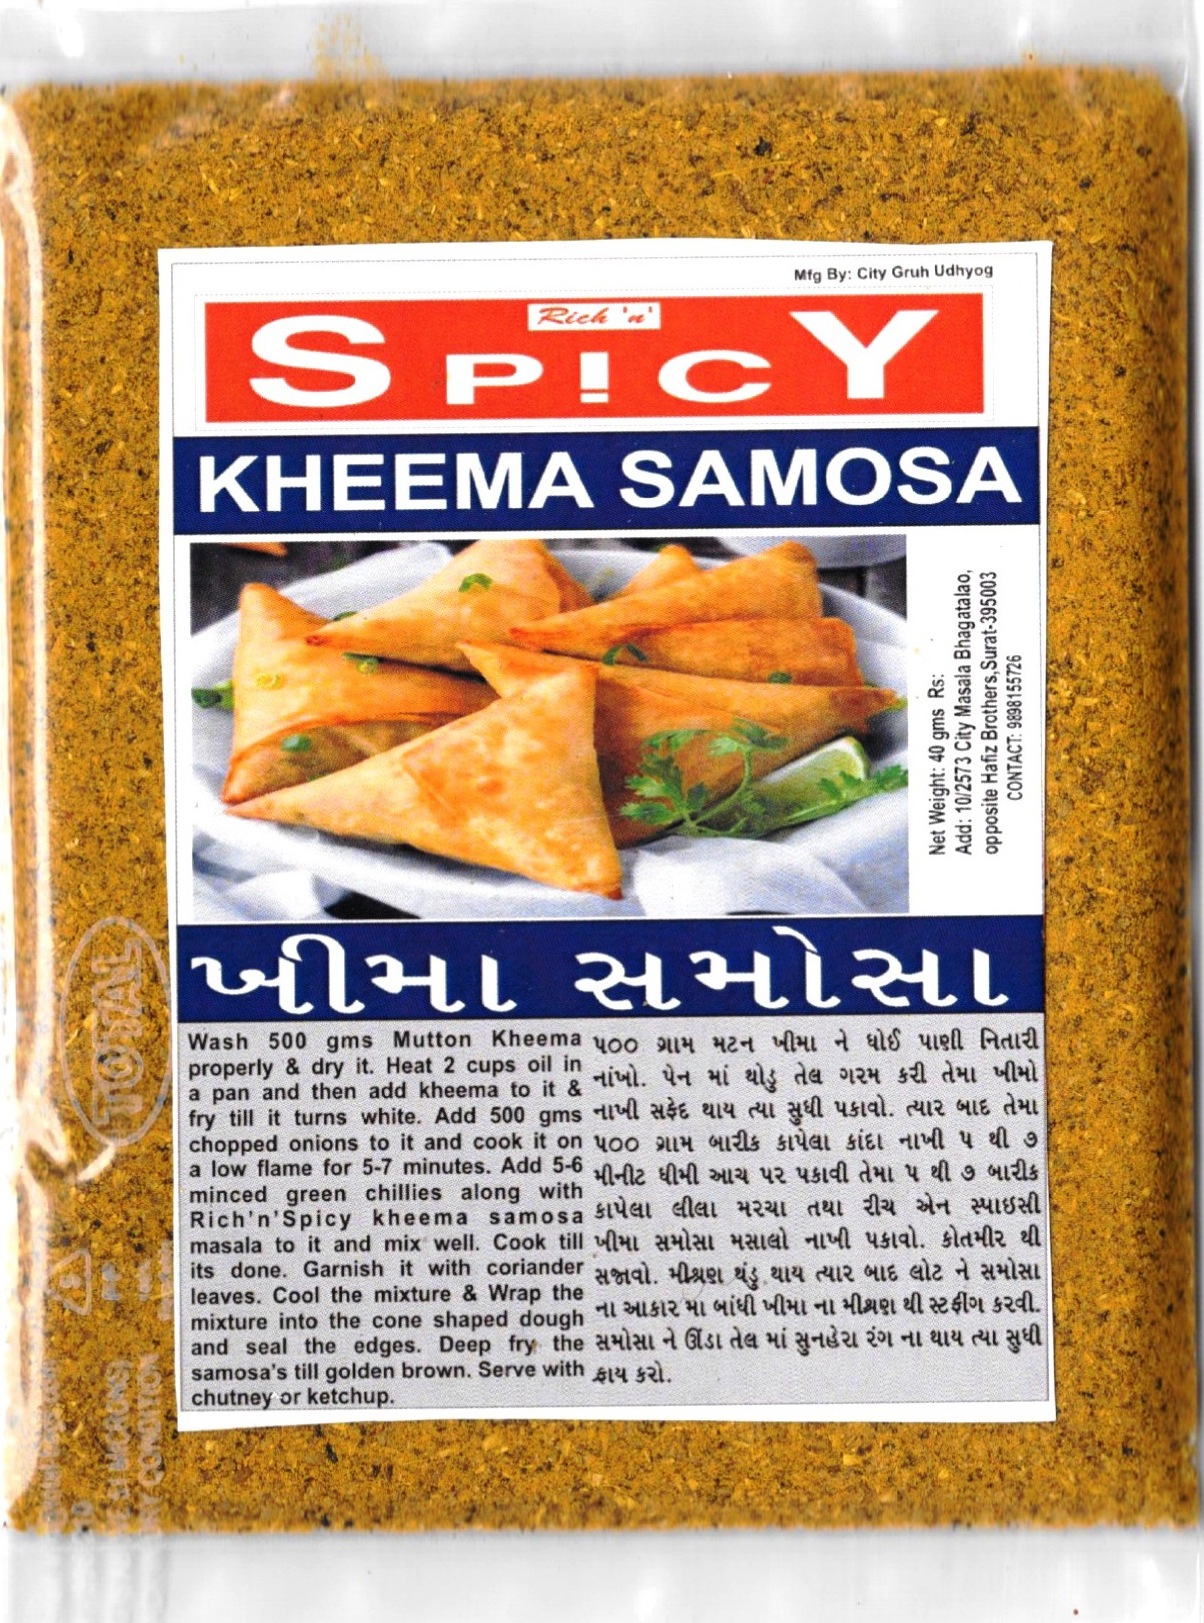 Mfg By: City Gruh Udhyog
Rich 'n'
SP!CY
KHEEMA SAMOSA
Net Weight: 40 gms Rs:
Add: 10/2573 City Masala Bhagatalao,
opposite Hafiz Brothers,Surat-395003
CONTACT: 9898155726
ખીમા સમોસા
Wash 500 gms Mutton Kheema
properly & dry it. Heat 2 cups oil in
a pan and then add kheema to it &
fry till it turns white. Add 500 gms
chopped onions to it and cook it on
a low flame for 5-7 minutes. Add 5-6
minced green chillies along with
Rich'n'Spicy kheema samosa
masala to it and mix well. Cook till
its done. Garnish it with coriander
leaves. Cool the mixture & Wrap the
mixture into the cone shaped dough
and seal the edges. Deep fry the
samosa's till golden brown. Serve with
chutney or ketchup.
૫૦૦ ગ્રામ મટન ખીમા ને ધોઈ પાણી નિતારી
નાંખો. પેન માં થોડુ તેલ ગરમ કરી તેમા ખીમો
નાખી સફેદ થાય ત્યા સુધી પકાવો. ત્યાર બાદ તેમા
૫૦૦ ગ્રામ બારીક કાપેલા કાંદા નાખી ૫ થી ૭
મીનીટ ધીમી આચ પર પકાવી તેમા ૫ થી ૭ બારીક
કાપેલા લીલા મરચા તથા રીચ એન સ્પાઇસી
ખીમા સમોસા મસાલો નાખી પકાવો. કોતમીર થી
સજાવો. મીશ્રણ થંડુ થાય ત્યાર બાદ લોટ ને સમોસા
ના આકાર મા બાંધી ખીમા ના મીશ્રણ થી સ્ટફીંગ કરવી.
સમોસા ને ઊંડા તેલ માં સુનહેરા રંગ ના થાય ત્યા સુધી
ફ્રાય કરો.
TOTAL